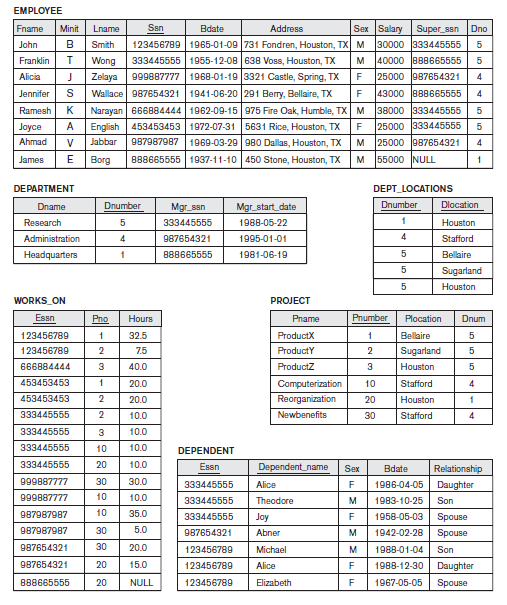 EMPLOYEE
Fname Minit Lname Ssn Bdate Address Sex Salary Super_ssn Dno
John B Smith 123456789 1965-01-09 731 Fondren, Houston, TX M 30000 333445555 5
Franklin T Wong 333445555 1955-12-08 638 Voss, Houston, TX M 40000 888665555 5
Alicia J Zelaya 999887777 1968-01-19 3321 Castle, Spring, TX F 25000 987654321 4
Jennifer S Wallace 987654321 1941-06-20 291 Berry, Bellaire, TX F 43000 888665555 4
Ramesh K Narayan 666884444 1962-09-15 975 Fire Oak, Humble, TX M 38000 333445555 5
Joyce A English 453453453 1972-07-31 5631 Rice, Houston, TX F 25000 333445555 5
Ahmad V Jabbar 987987987 1969-03-29 980 Dallas, Houston, TX M 25000 987654321 4
James E Borg 888665555 1937-11-10 450 Stone, Houston, TX M 55000 NULL 1
DEPARTMENT
Dname Dnumber Mgr_ssn Mgr_start_date
Research 5 333445555 1988-05-22
Administration 4 987654321 1995-01-01
Headquarters 1 888665555 1981-06-19
DEPT_LOCATIONS
Dnumber Dlocation
1 Houston
4 Stafford
5 Bellaire
5 Sugarland
5 Houston
WORKS_ON
Essn Pno Hours
123456789 1 32.5
123456789 2 7.5
666884444 3 40.0
453453453 1 20.0
453453453 2 20.0
333445555 2 10.0
333445555 3 10.0
333445555 10 10.0
333445555 20 10.0
999887777 30 30.0
999887777 10 10.0
987987987 10 35.0
987987987 30 5.0
987654321 30 20.0
987654321 20 15.0
888665555 20 NULL
PROJECT
Pname Pnumber Plocation Dnum
ProductX 1 Bellaire 5
ProductY 2 Sugarland 5
ProductZ 3 Houston 5
Computerization 10 Stafford 4
Reorganization 20 Houston 1
Newbenefits 30 Stafford 4
DEPENDENT
Essn Dependent_name Sex Bdate Relationship
333445555 Alice F 1986-04-05 Daughter
333445555 Theodore M 1983-10-25 Son
333445555 Joy F 1958-05-03 Spouse
987654321 Abner M 1942-02-28 Spouse
123456789 Michael M 1988-01-04 Son
123456789 Alice F 1988-12-30 Daughter
123456789 Elizabeth F 1967-05-05 Spouse